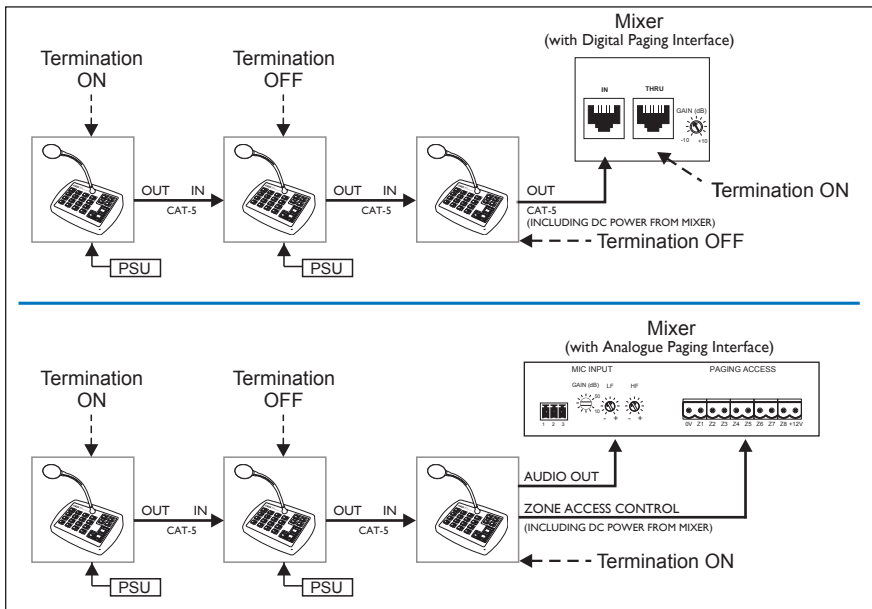 Mixer
(with Digital Paging Interface)
Termination
ON
Termination
OFF
IN
THRU
GAIN (dB)
-10 +10
OUT IN
CAT-5
OUT IN
CAT-5
OUT
CAT-5
(INCLUDING DC POWER FROM MIXER)
Termination ON
Termination OFF
PSU
PSU
Mixer
(with Analogue Paging Interface)
MIC INPUT
PAGING ACCESS
GAIN (dB)
LF
HF
50
10
- +
- +
1 2 3
0V Z1 Z2 Z3 Z4 Z5 Z6 Z7 Z8 +12V
Termination
ON
Termination
OFF
OUT IN
CAT-5
OUT IN
CAT-5
AUDIO OUT
ZONE ACCESS CONTROL
(INCLUDING DC POWER FROM MIXER)
Termination ON
PSU
PSU